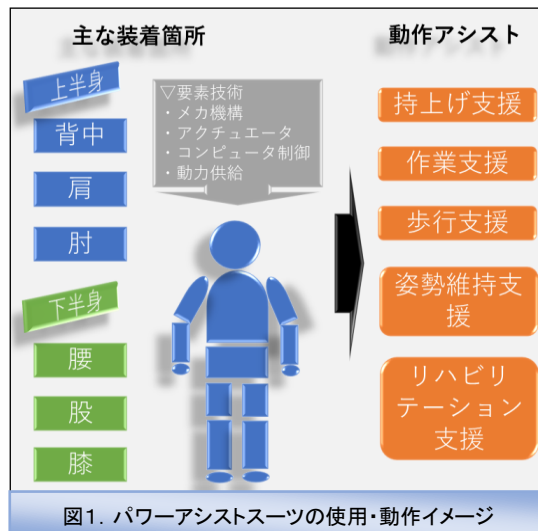 主な装着箇所
上半身
背中
肩
肘
下半身
腰
股
膝
▽要素技術
・メカ機構
・アクチュエータ
・コンピュータ制御
・動力供給
動作アシスト
持上げ支援
作業支援
歩行支援
姿勢維持支
援
リハビリ
テーション
支援
図1．パワーアシストスーツの使用・動作イメージ